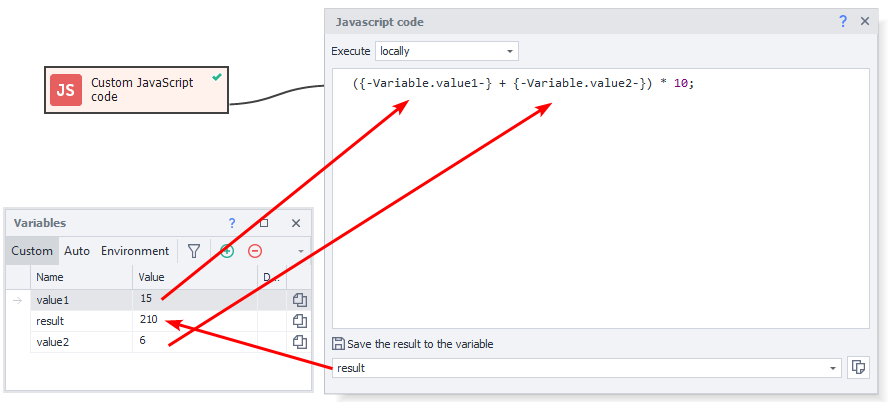 JS
Custom JavaScript
code
Javascript code
?
Execute locally
({-Variable.value1-} + {-Variable.value2-}) * 10;
Save the result to the variable
result
Variables
?
Custom Auto Environment
Name Value D...
value1 15
result 210
value2 6